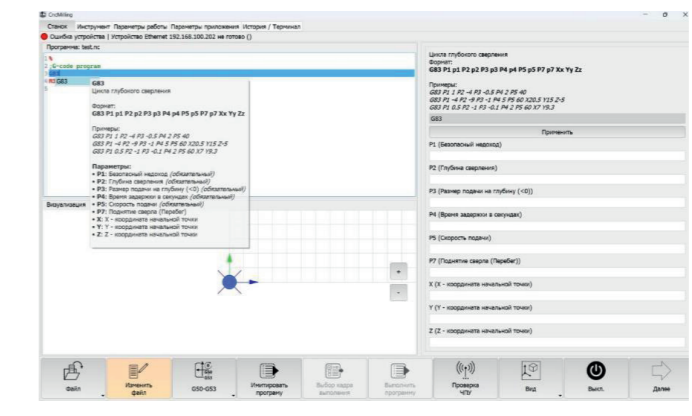 CncMilling
Станок Инструмент Параметры работы Параметры приложения История / Терминал
Ошибка устройства | Устройство Ethernet 192.168.100.202 не готово ()
Программа: test.nc
1 %
2 ;G-code program
3 G83
4 M2 G83
5
G83
Цикла глубокого сверления
Формат:
G83 P1 p1 P2 p2 P3 p3 P4 p4 P5 p5 P7 p7 Xx Yy Zz
Примеры:
G83 P1 1 P2 -4 P3 -0.5 P4 2 P5 40
G83 P1 -4 P2 -9 P3 -1 P4 5 P5 60 X20.5 Y15 Z-5
G83 P1 0.5 P2 -1 P3 -0.1 P4 2 P5 60 X7 Y9.3
Параметры:
• P1: Безопасный недоход (обязательный)
• P2: Глубина сверления (обязательный)
• P3: Размер подачи на глубину (<0) (обязательный)
• P4: Время задержки в секундах (обязательный)
• P5: Скорость подачи (обязательный)
• P7: Поднятие сверла (Перебег)
• X: X - координата начальной точки
• Y: Y - координата начальной точки
• Z: Z - координата начальной точки
Визуализация
+
-
Цикла глубокого сверления
Формат:
G83 P1 p1 P2 p2 P3 p3 P4 p4 P5 p5 P7 p7 Xx Yy Zz
Примеры:
G83 P1 1 P2 -4 P3 -0.5 P4 2 P5 40
G83 P1 -4 P2 -9 P3 -1 P4 5 P5 60 X20.5 Y15 Z-5
G83 P1 0.5 P2 -1 P3 -0.1 P4 2 P5 60 X7 Y9.3
G83
Применить
P1 (Безопасный недоход)
P2 (Глубина сверления)
P3 (Размер подачи на глубину (<0))
P4 (Время задержки в секундах)
P5 (Скорость подачи)
P7 (Поднятие сверла (Перебег))
X (X - координата начальной точки)
Y (Y - координата начальной точки)
Z (Z - координата начальной точки)
Файл
Изменить файл
G50-G53
Имитировать програму
Выбор кадра выполнения
Выполнить программу
Проверка ЧПУ
Вид
Выкл.
Далее